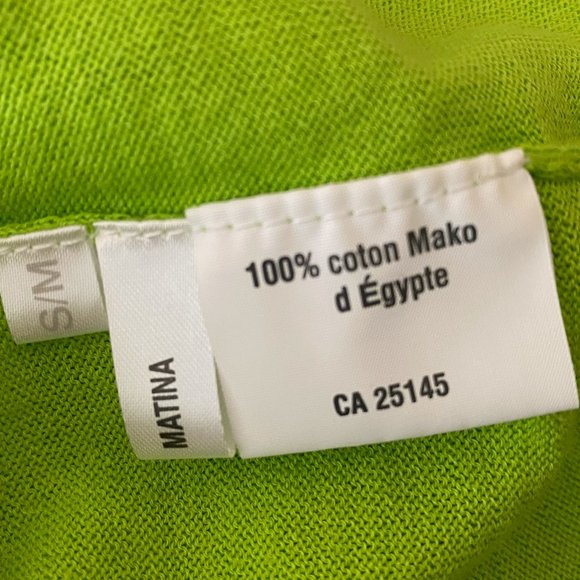 S/M
MATINA
100% coton Mako
d Égypte
CA 25145